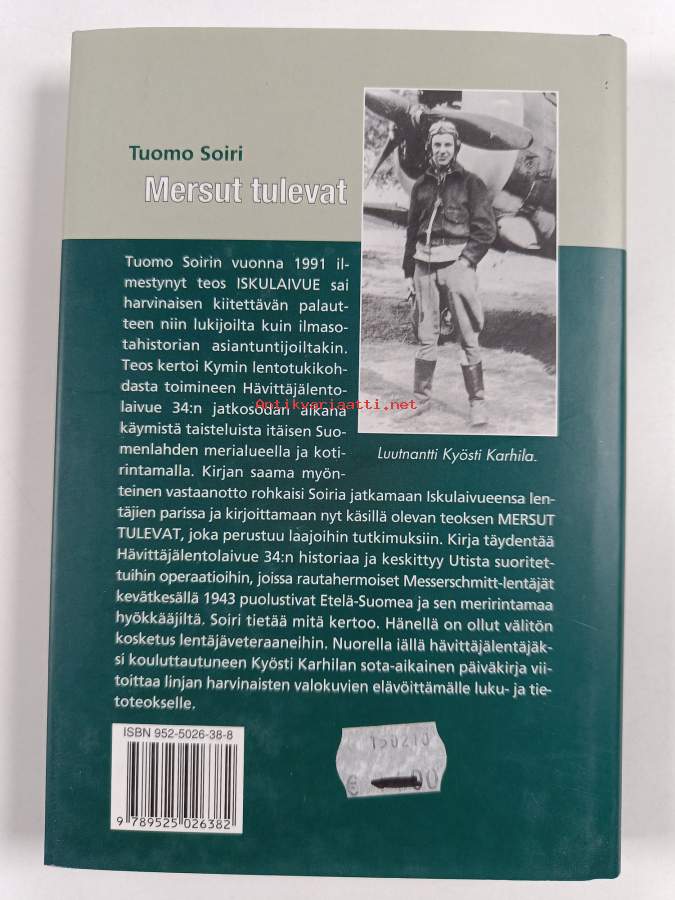 Tuomo Soiri
Mersut tulevat
Tuomo Soirin vuonna 1991 il-
mestynyt teos ISKULAIVUE sai
harvinaisen kiitettävän palaut-
teen niin lukijoilta kuin ilmaso-
tahistorian asiantuntijoiltakin.
Teos kertoi Kymin lentotukikoh-
dasta toimineen Hävittäjälento-
laivue 34:n jatkosodan aikana
käymistä taisteluista itäisen Suo-
menlahden merialueella ja koti-
rintamalla. Kirjan saama myön-
teinen vastaanotto rohkaisi Soiria jatkamaan Iskulaivueensa len-
täjien parissa ja kirjoittamaan nyt käsillä olevan teoksen MERSUT
TULEVAT, joka perustuu laajoihin tutkimuksiin. Kirja täydentää
Hävittäjälentolaivue 34:n historiaa ja keskittyy Utista suoritet-
tuihin operaatioihin, joissa rautahermoiset Messerschmitt-lentäjät
kevätkesällä 1943 puolustivat Etelä-Suomea ja sen meririntamaa
hyökkääjiltä. Soiri tietää mitä kertoo. Hänellä on ollut välitön
kosketus lentäjäveteraaneihin. Nuorella iällä hävittäjälentäjäk-
si kouluttautuneen Kyösti Karhilan sota-aikainen päiväkirja vii-
toittaa linjan harvinaisten valokuvien elävöittämälle luku- ja tie-
toteokselle.
Luutnantti Kyösti Karhila.
Antikvariaatti.net
ISBN 952-5026-38-8
9 789525 026382
150210
€